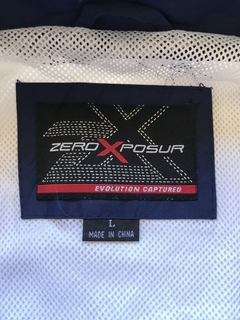 ZEROXPOSUR
EVOLUTION CAPTURED
L
MADE IN CHINA